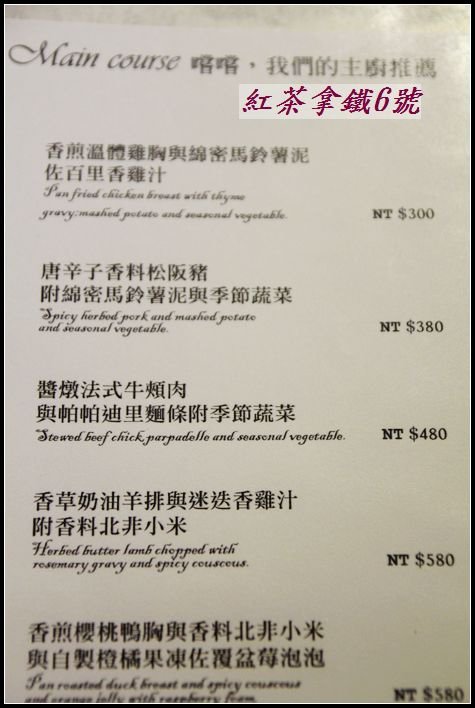 Main course 嚐嚐，我們的主廚推薦
紅茶拿鐵6號
香煎溫體雞胸與綿密馬鈴薯泥
佐百里香雞汁
Pan fried chicken breast with thyme
gravy:mashed potato and seasonal vegetable.
NT $300
唐辛子香料松阪豬
附綿密馬鈴薯泥與季節蔬菜
Spicy herbed pork and mashed potato
and seasonal vegetable.
NT $380
醬燉法式牛頰肉
與帕帕迪里麵條附季節蔬菜
Stewed beef chick,parpadelle and seasonal vegetable.
NT $480
香草奶油羊排與迷迭香雞汁
附香料北非小米
Herbed butter lamb chopped with
rosemary gravy and spicy couscous.
NT $580
香煎櫻桃鴨胸與香料北非小米
與自製橙橘果凍佐覆盆莓泡泡
Pan roasted duck breast and spicy couscous
and orange jelly with raspberry foam.
NT $580